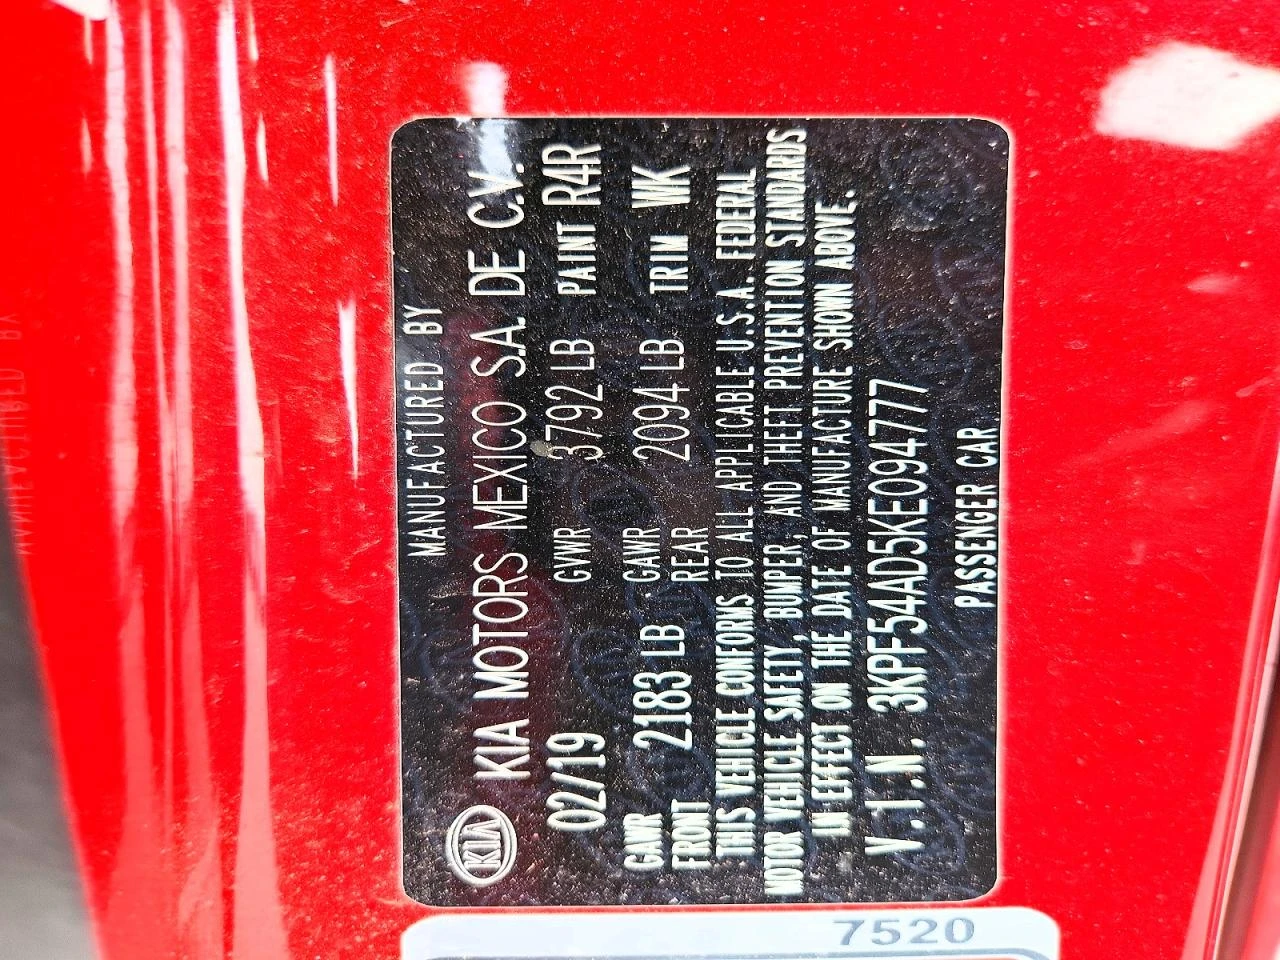 MANUFACTURED BY
KIA KIA MOTORS MEXICO S.A. DE C.V.
02/19 GVWR 3792 LB PAINT R4R
GAWR FRONT 2183 LB GAWR REAR 2094 LB TRIM WK
THIS VEHICLE CONFORMS TO ALL APPLICABLE U.S.A. FEDERAL
MOTOR VEHICLE SAFETY, BUMPER, AND THEFT PREVENTION STANDARDS
IN EFFECT ON THE DATE OF MANUFACTURE SHOWN ABOVE.
V.I.N. 3KPF54AD5KE094777
PASSENGER CAR
7520